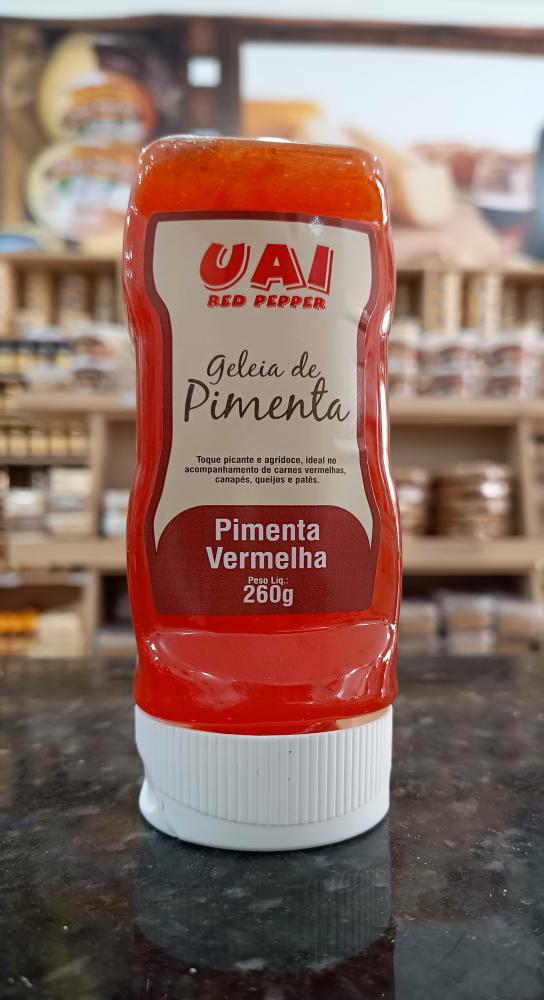 UAI
RED PEPPER
Geleia de
Pimenta
Toque picante e agridoce, ideal no
acompanhamento de carnes vermelhas,
canapés, queijos e patês.
Pimenta
Vermelha
Peso Liq.:
260g